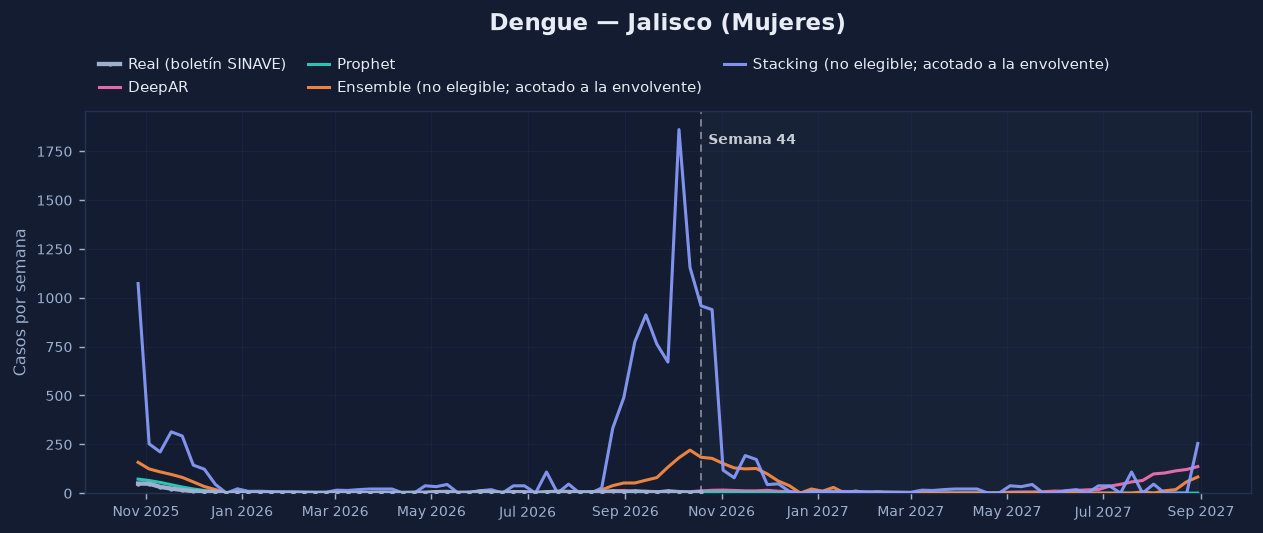 Dengue — Jalisco (Mujeres)
Real (boletín SINAVE)
Prophet
Stacking (no elegible; acotado a la envolvente)
DeepAR
Ensemble (no elegible; acotado a la envolvente)
Semana 44
Casos por semana
1750
1500
1250
1000
750
500
250
0
Nov 2025
Jan 2026
Mar 2026
May 2026
Jul 2026
Sep 2026
Nov 2026
Jan 2027
Mar 2027
May 2027
Jul 2027
Sep 2027